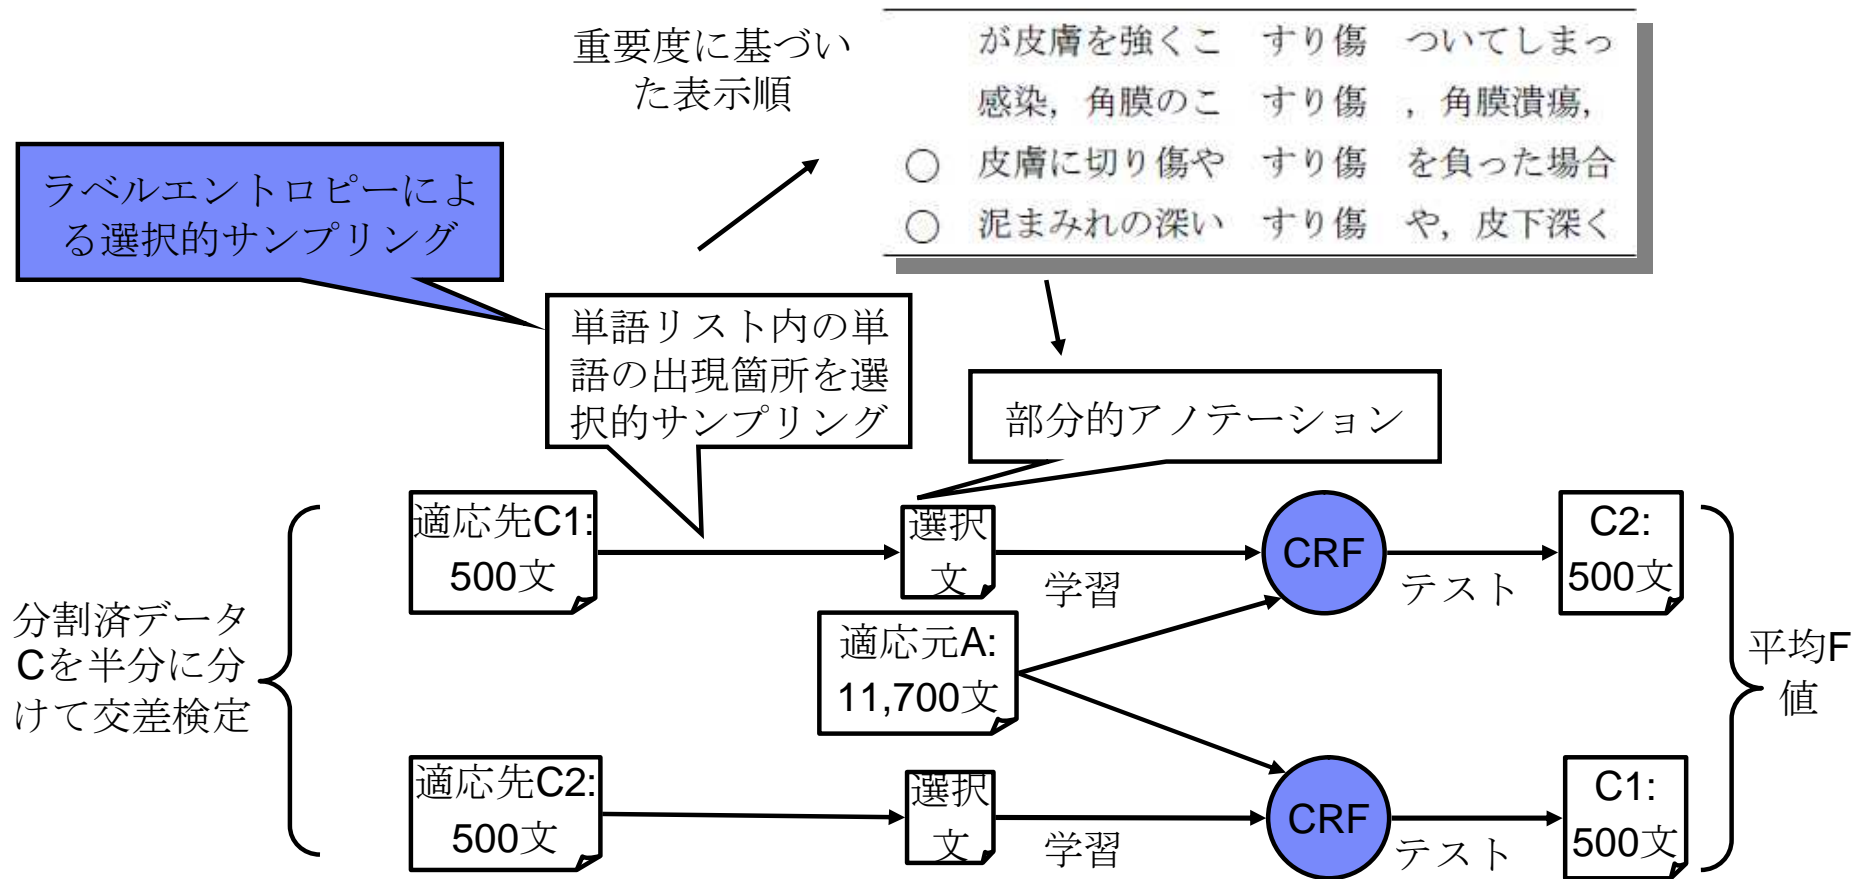 重要度に基づい
た表示順
が皮膚を強くこ すり傷 ついてしまっ
感染，角膜のこ すり傷 ，角膜潰瘍，
○ 皮膚に切り傷や すり傷 を負った場合
○ 泥まみれの深い すり傷 や，皮下深く
ラベルエントロピーによ
る選択的サンプリング
単語リスト内の単
語の出現箇所を選
択的サンプリング
部分的アノテーション
分割済データ
Cを半分に分
けて交差検定
適応先C1:
500文
選択
文
学習
CRF
テスト
C2:
500文
適応元A:
11,700文
平均F
値
適応先C2:
500文
選択
文
学習
CRF
テスト
C1:
500文